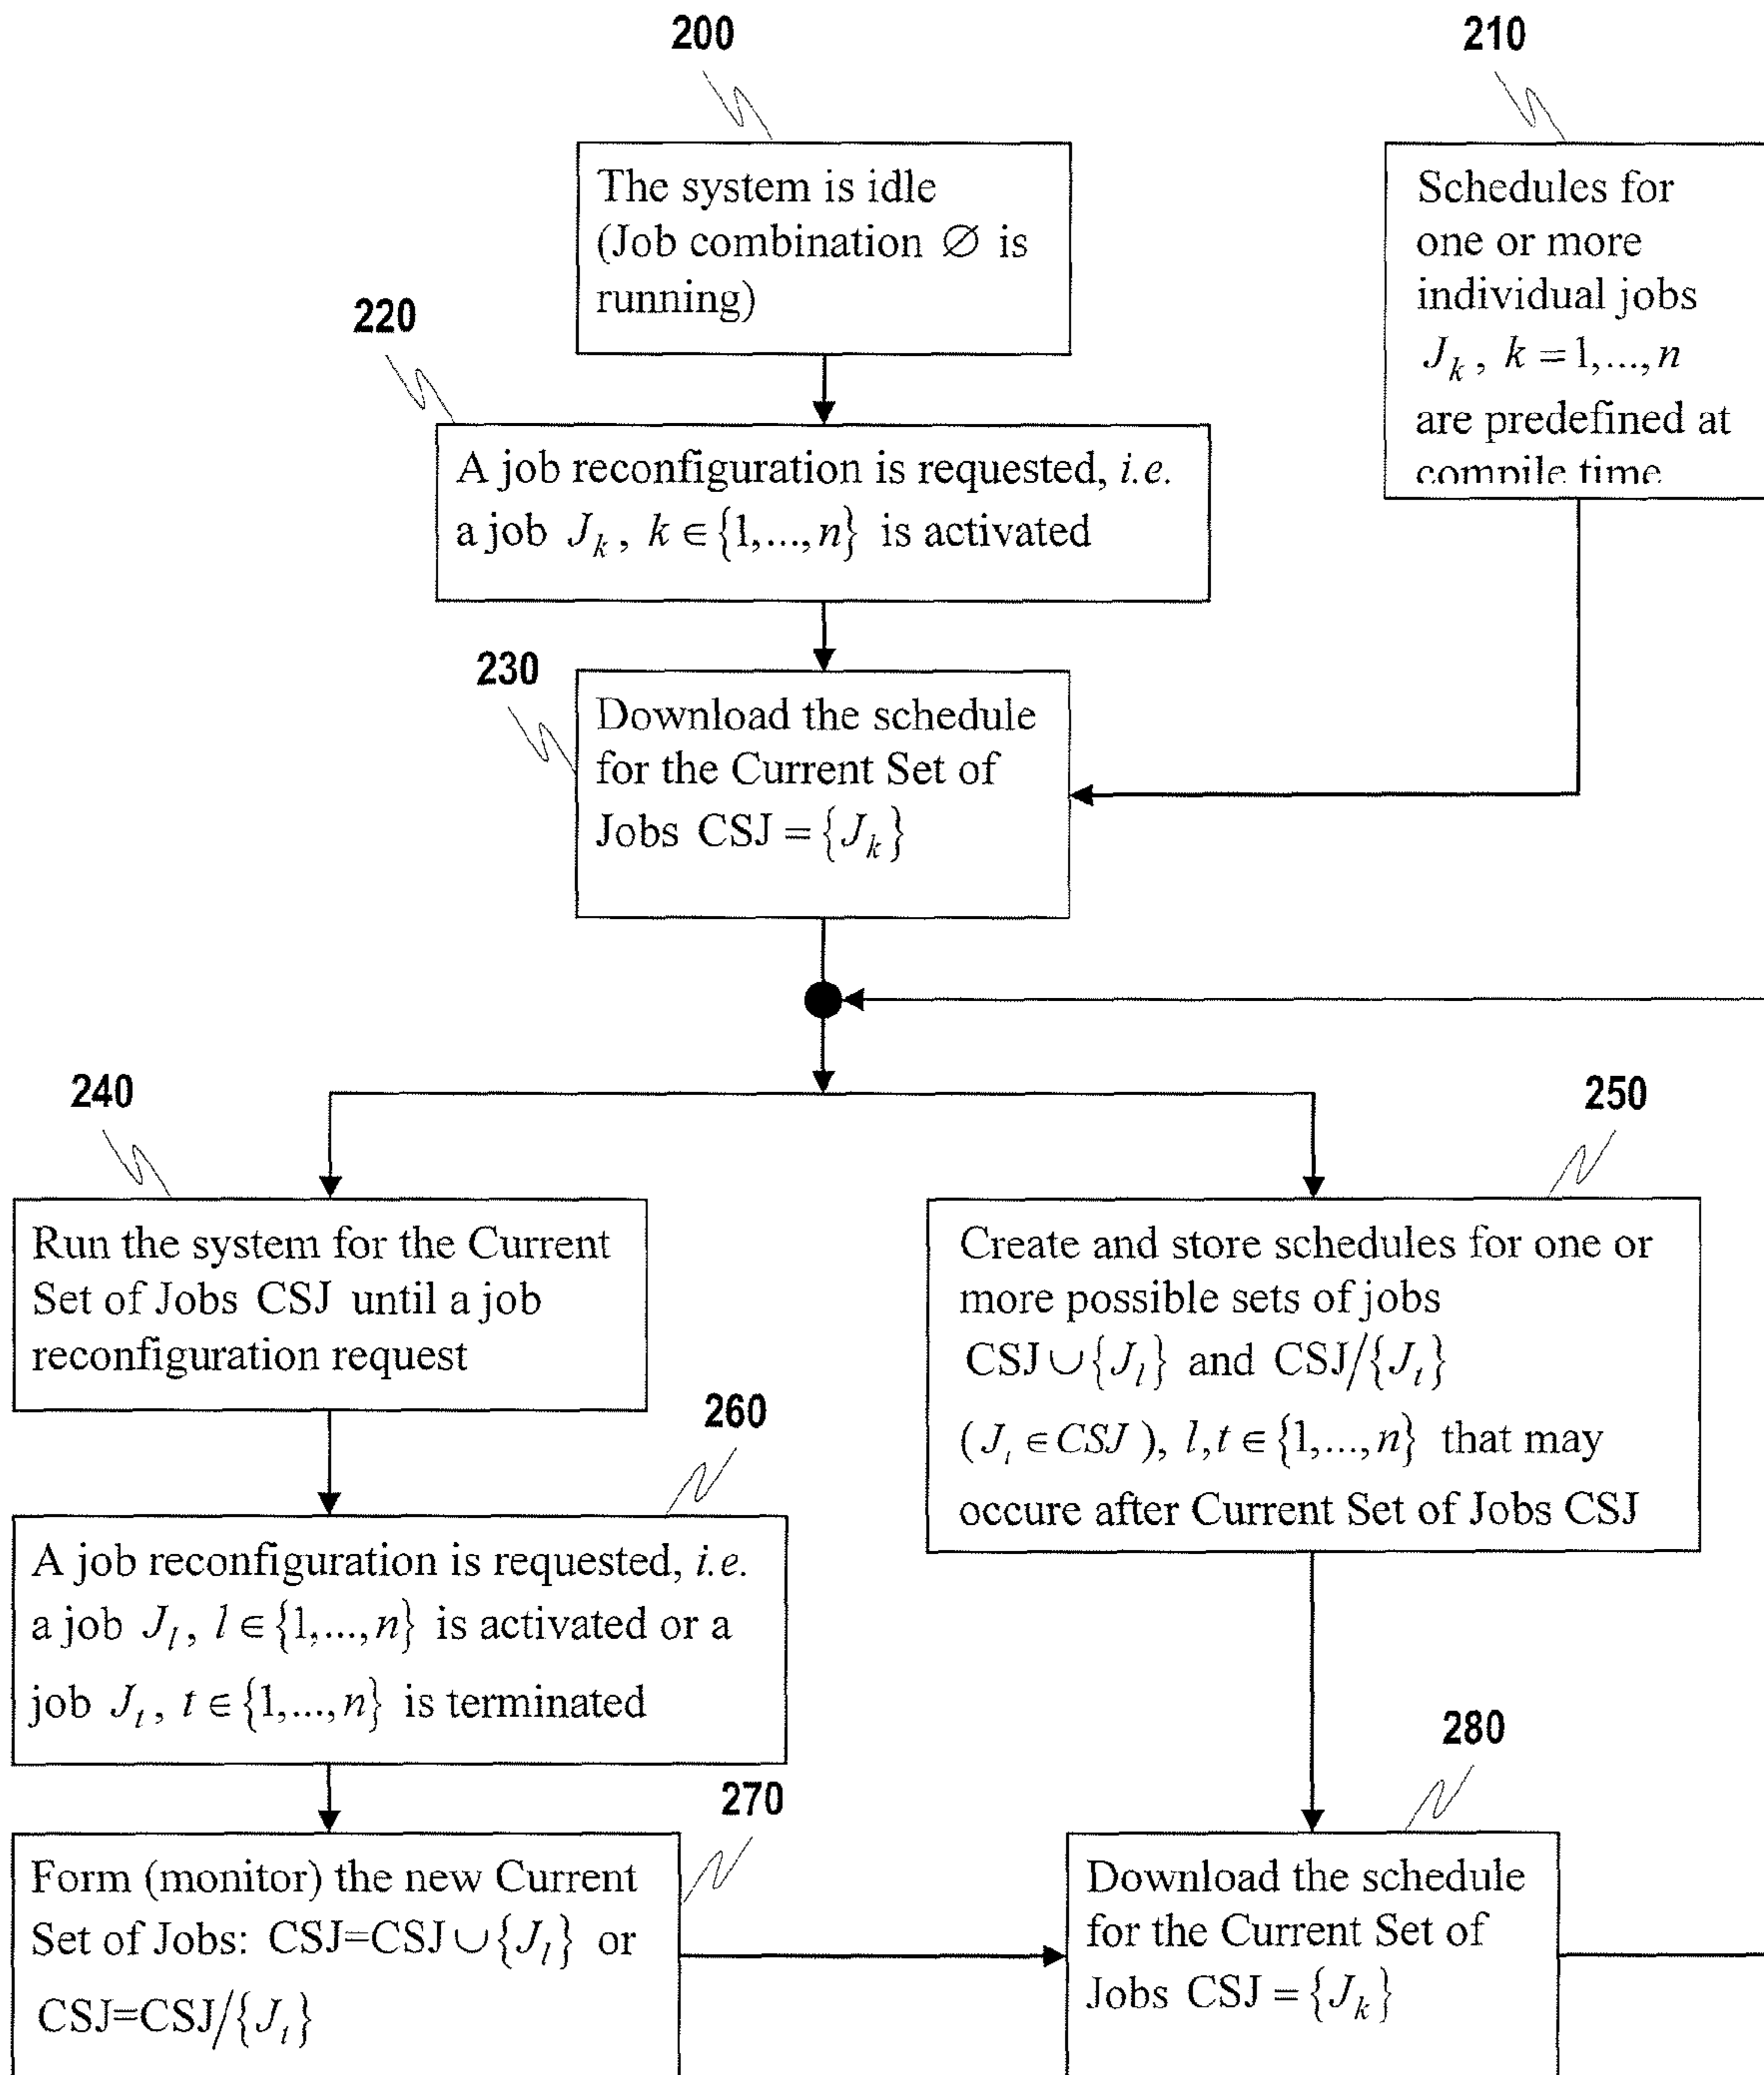 200
The system is idle
(Job combination ∅ is
running)
210
Schedules for
one or more
individual jobs
J_k, k = 1,...,n
are predefined at
compile time
220
A job reconfiguration is requested, i.e.
a job J_k, k ∈ {1,...,n} is activated
230
Download the schedule
for the Current Set of
Jobs CSJ = {J_k}
240
Run the system for the Current
Set of Jobs CSJ until a job
reconfiguration request
250
Create and store schedules for one or
more possible sets of jobs
CSJ ∪ {J_l} and CSJ/{J_t}
(J_t ∈ CSJ), l,t ∈ {1,...,n} that may
occure after Current Set of Jobs CSJ
260
A job reconfiguration is requested, i.e.
a job J_l, l ∈ {1,...,n} is activated or a
job J_t, t ∈ {1,...,n} is terminated
270
Form (monitor) the new Current
Set of Jobs: CSJ=CSJ ∪ {J_l} or
CSJ=CSJ/{J_t}
280
Download the schedule
for the Current Set of
Jobs CSJ = {J_k}